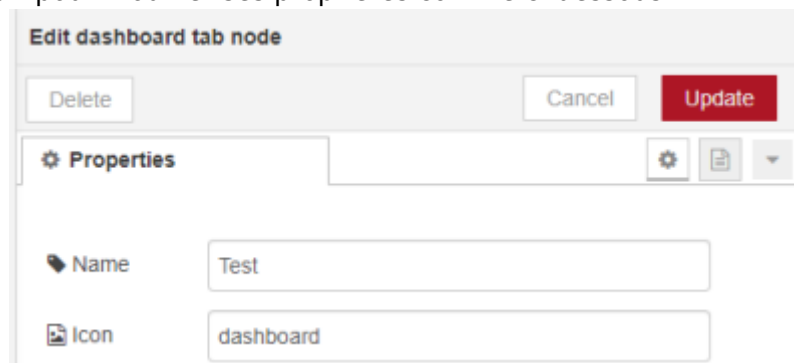 Edit dashboard tab node
Delete Cancel Update
Properties
Name Test
Icon dashboard